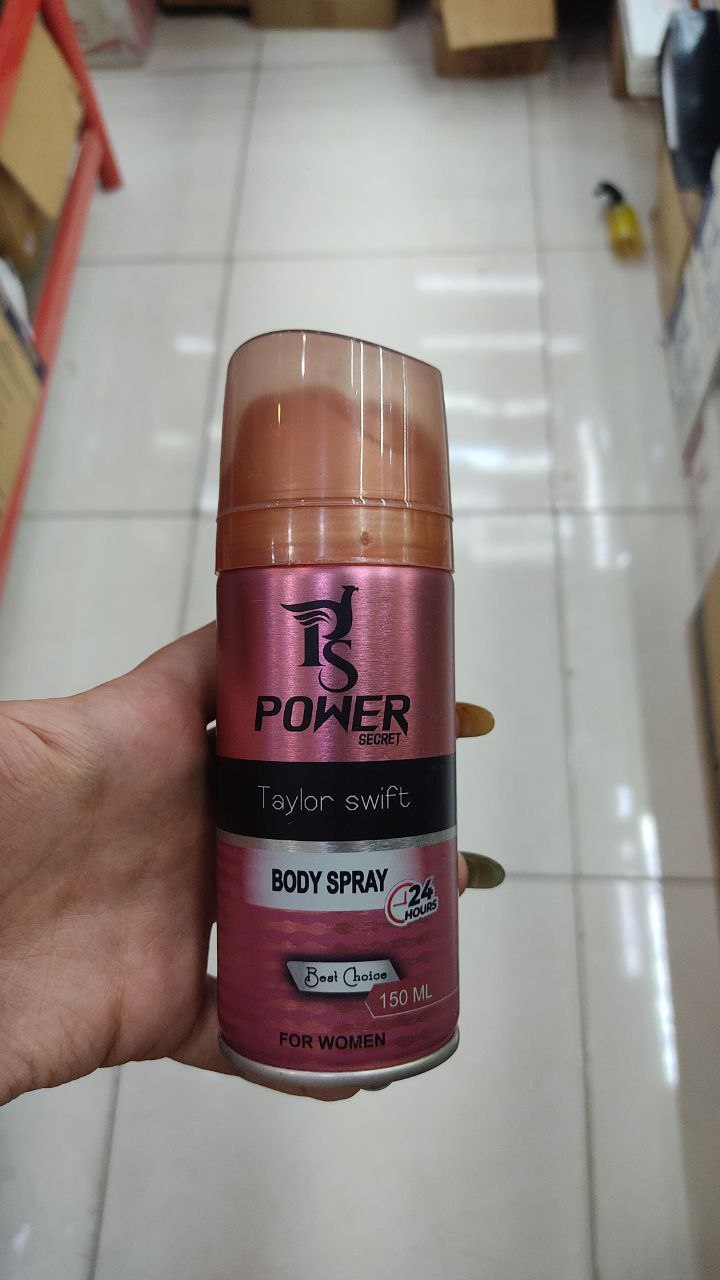 PS
POWER
SECRET
Taylor swift
BODY SPRAY
24
HOURS
Best Choice
150 ML
FOR WOMEN